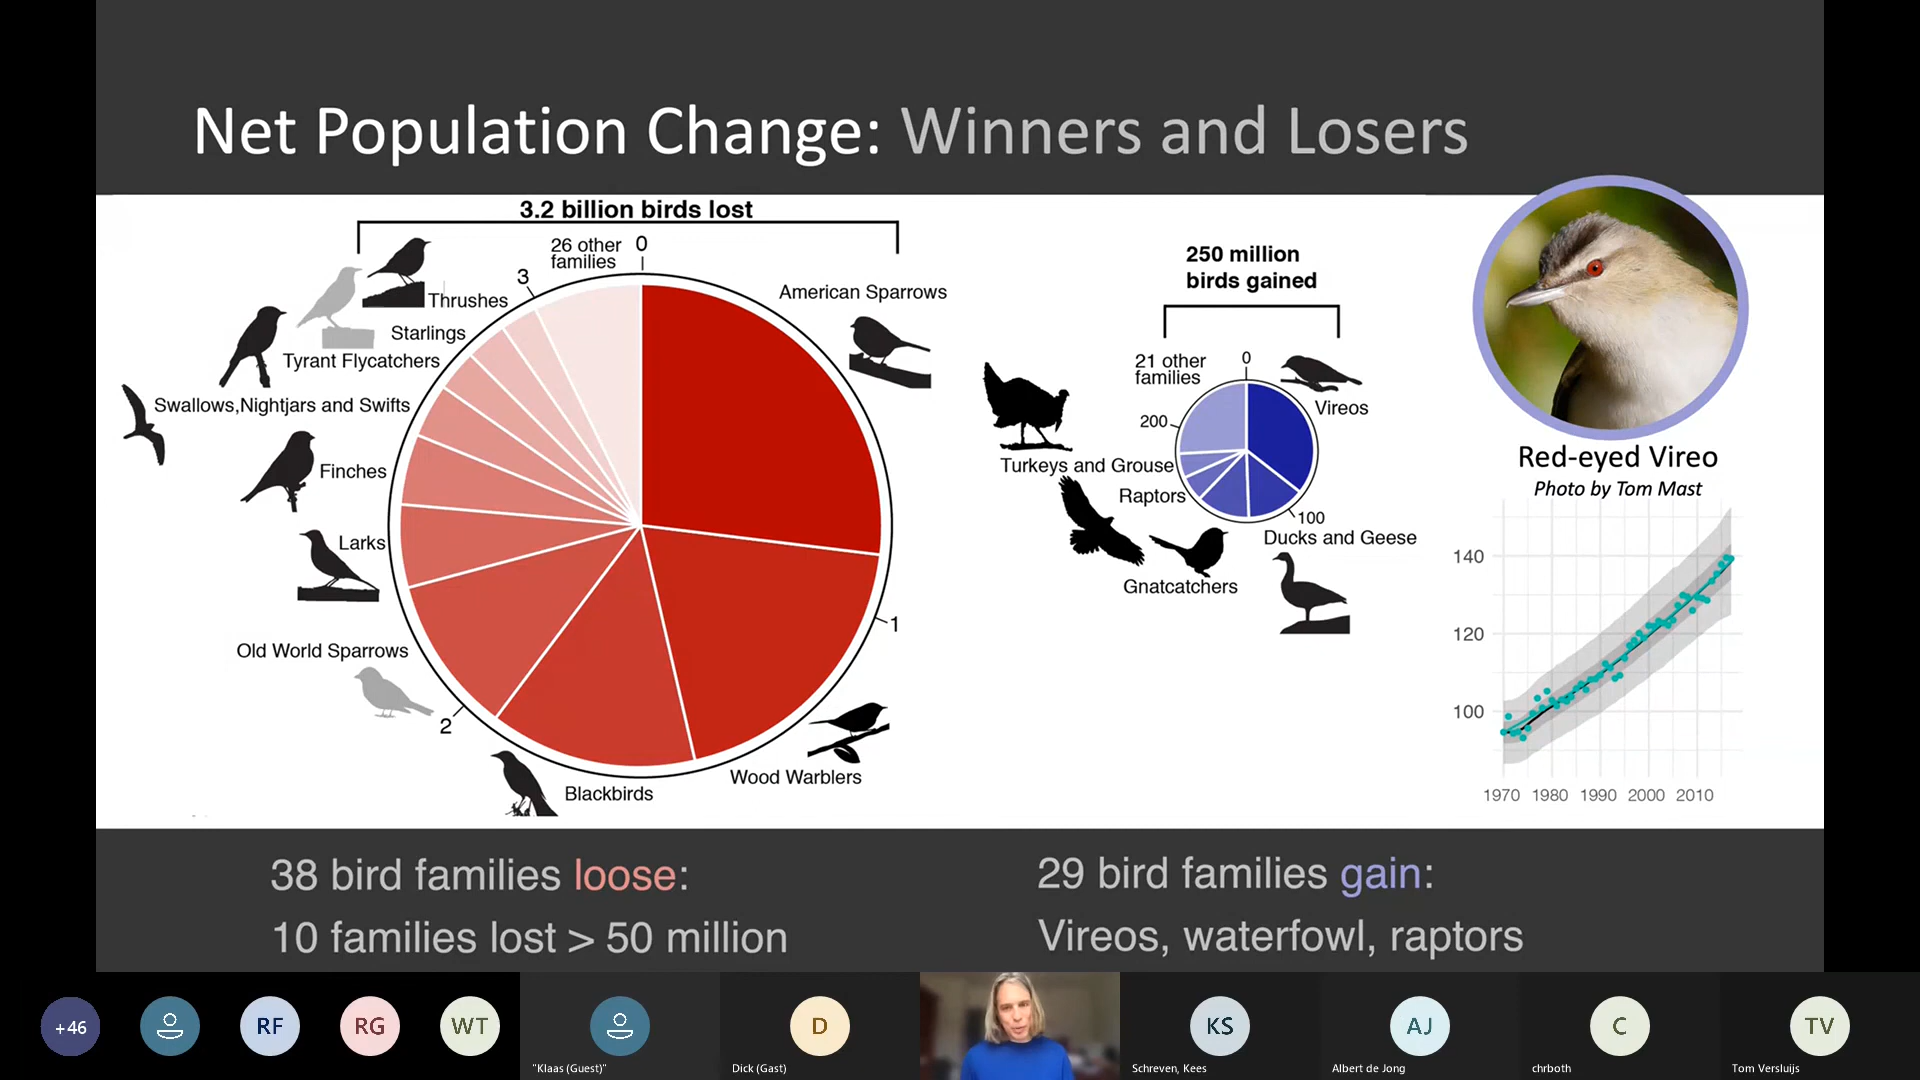 Net Population Change: Winners and Losers
3.2 billion birds lost
26 other
families
0
3
Thrushes
Starlings
Tyrant Flycatchers
Swallows,Nightjars and Swifts
Finches
Larks
Old World Sparrows
2
Blackbirds
Wood Warblers
1
American Sparrows
250 million
birds gained
21 other
families
0
Vireos
200
Turkeys and Grouse
Raptors
100
Ducks and Geese
Gnatcatchers
Red-eyed Vireo
Photo by Tom Mast
140
120
100
1970 1980 1990 2000 2010
38 bird families loose:
10 families lost > 50 million
29 bird families gain:
Vireos, waterfowl, raptors
+46
RF
RG
WT
"Klaas (Guest)"
D
Dick (Gast)
KS
Schreven, Kees
AJ
Albert de Jong
C
chrboth
TV
Tom Versluijs